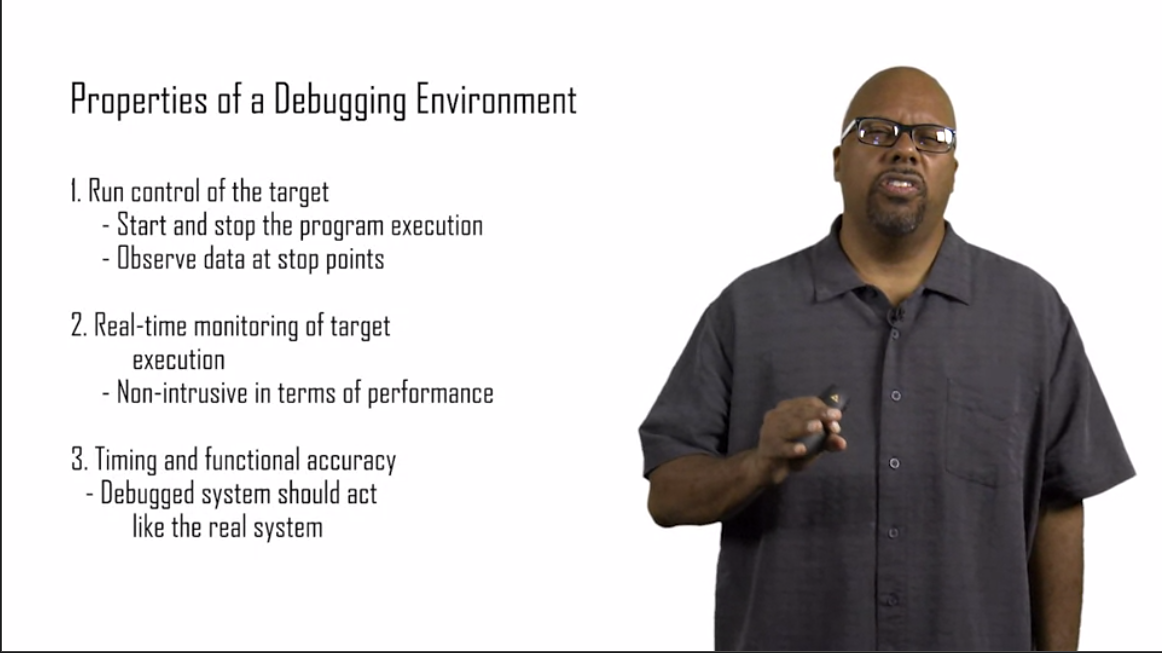 Properties of a Debugging Environment
1. Run control of the target
- Start and stop the program execution
- Observe data at stop points
2. Real-time monitoring of target
execution
- Non-intrusive in terms of performance
3. Timing and functional accuracy
- Debugged system should act
like the real system